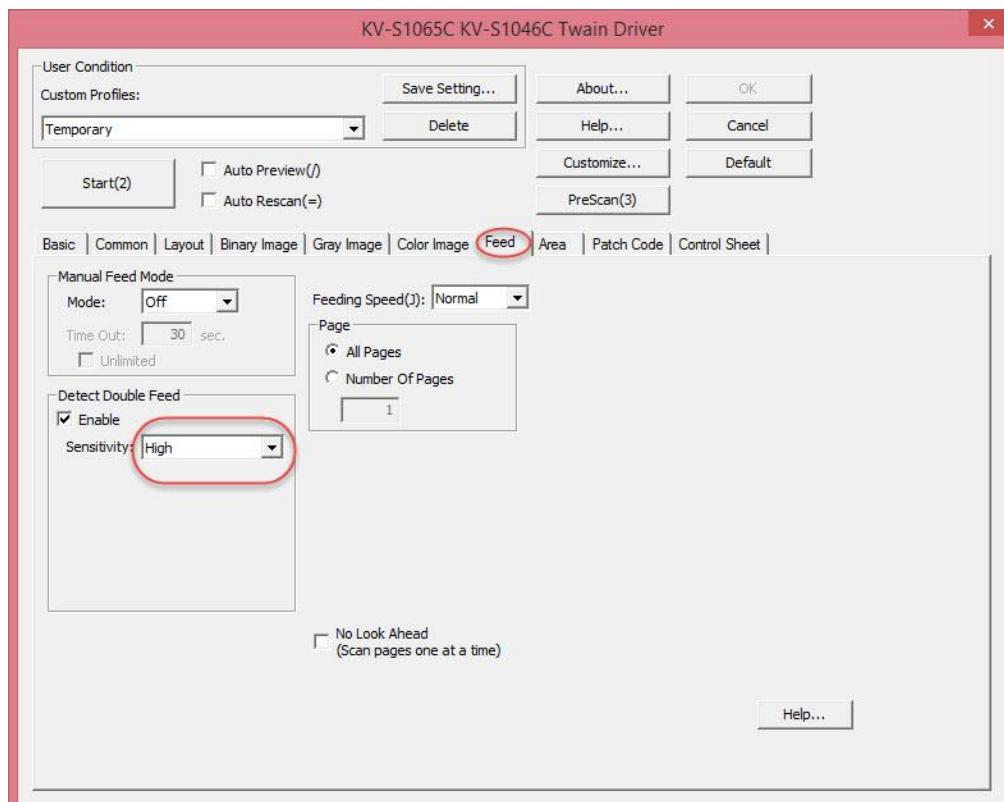 KV-S1065C KV-S1046C Twain Driver
User Condition
Custom Profiles:
Temporary
Save Setting...
Delete
About...
OK
Help...
Cancel
Customize...
Default
PreScan(3)
Start(2)
Auto Preview(/)
Auto Rescan(=)
Basic Common Layout Binary Image Gray Image Color Image Feed Area Patch Code Control Sheet
Manual Feed Mode
Mode: Off
Time Out: 30 sec.
Unlimited
Detect Double Feed
Enable
Sensitivity: High
Feeding Speed(J): Normal
Page
All Pages
Number Of Pages
1
No Look Ahead
(Scan pages one at a time)
Help...